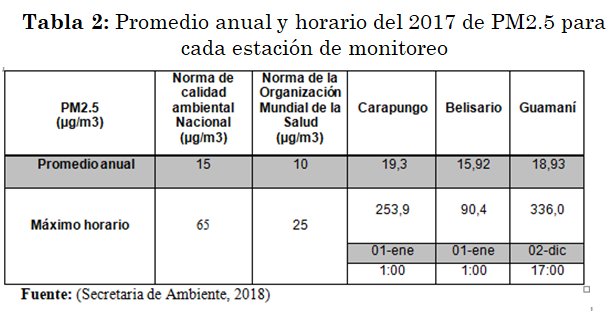 Tabla 2: Promedio anual y horario del 2017 de PM2.5 para
cada estación de monitoreo
PM2.5
(µg/m3)
Norma de
calidad
ambiental
Nacional
(µg/m3)
Norma de la
Organización
Mundial de la
Salud
(µg/m3)
Carapungo
Belisario
Guamaní
Promedio anual 15 10 19,3 15,92 18,93
Máximo horario 65 25 253,9 90,4 336,0
01-ene 01-ene 02-dic
1:00 1:00 17:00
Fuente: (Secretaria de Ambiente, 2018)